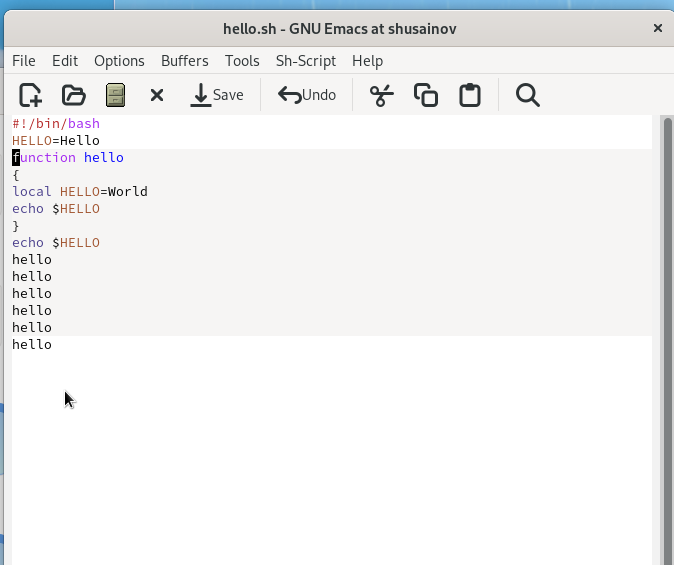 hello.sh - GNU Emacs at shusainov
File Edit Options Buffers Tools Sh-Script Help
Save Undo
#!/bin/bash
HELLO=Hello
function hello
{
local HELLO=World
echo $HELLO
}
echo $HELLO
hello
hello
hello
hello
hello
hello